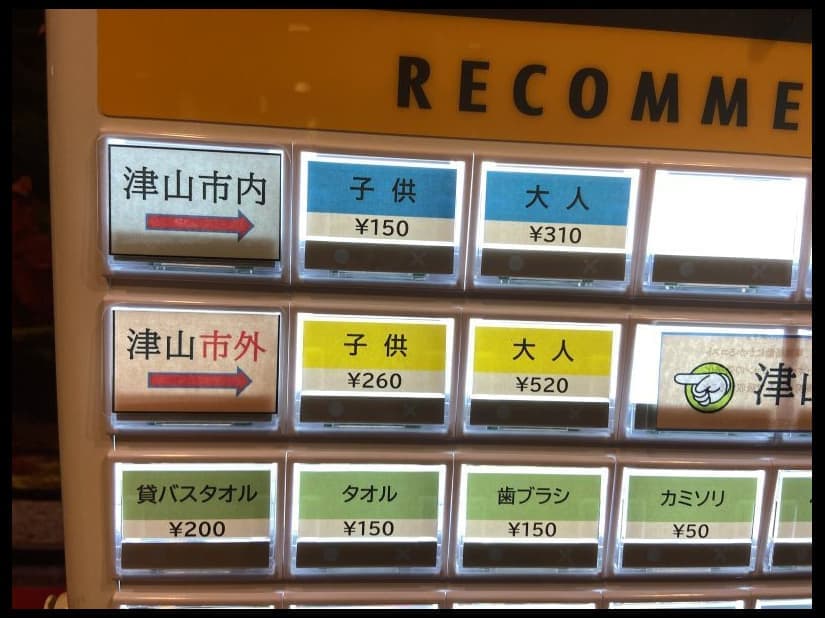 RECOMME
津山市内
子供
¥150
大人
¥310
津山市外
子供
¥260
大人
¥520
津山
貸バスタオル
¥200
タオル
¥150
歯ブラシ
¥150
カミソリ
¥50